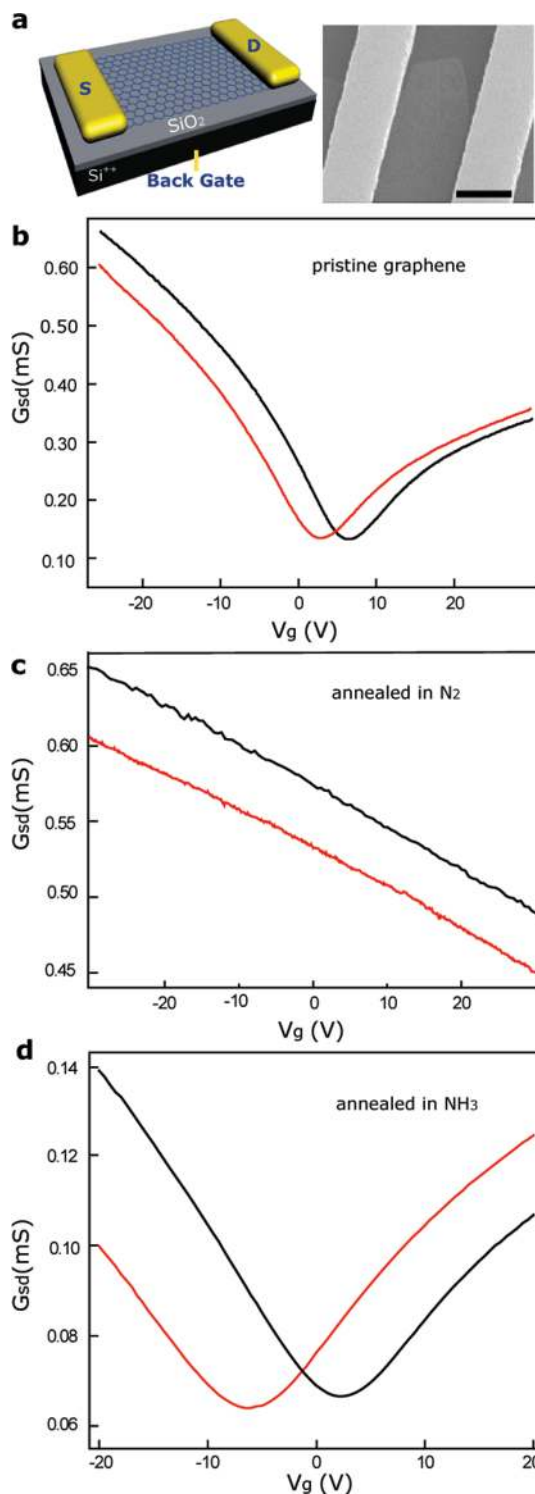 a
S
D
SiO2
Si++
Back Gate
b
pristine graphene
Gsd(mS)
0.60
0.50
0.40
0.30
0.20
0.10
-20 -10 0 10 20
Vg (V)
c
annealed in N2
Gsd(mS)
0.65
0.60
0.55
0.50
0.45
-20 -10 0 10 20
Vg (V)
d
annealed in NH3
Gsd(mS)
0.14
0.12
0.10
0.08
0.06
-20 -10 0 10 20
Vg (V)